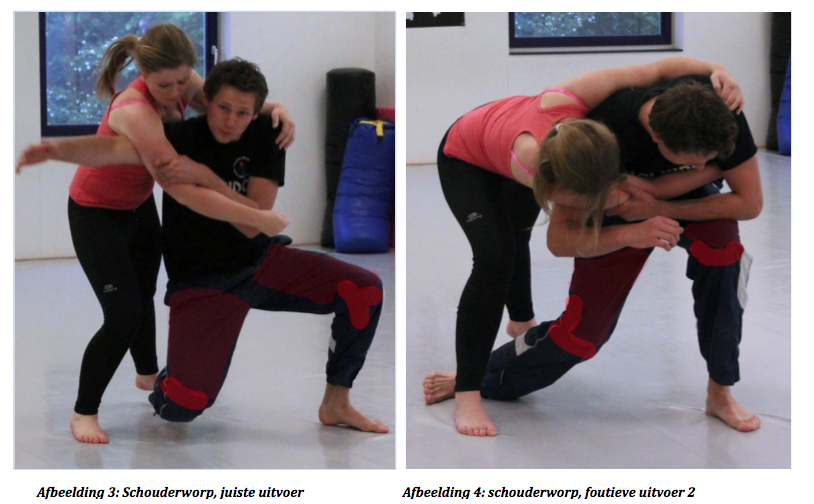 Afbeelding 3: Schouderworp, juiste uitvoer
Afbeelding 4: schouderworp, foutieve uitvoer 2